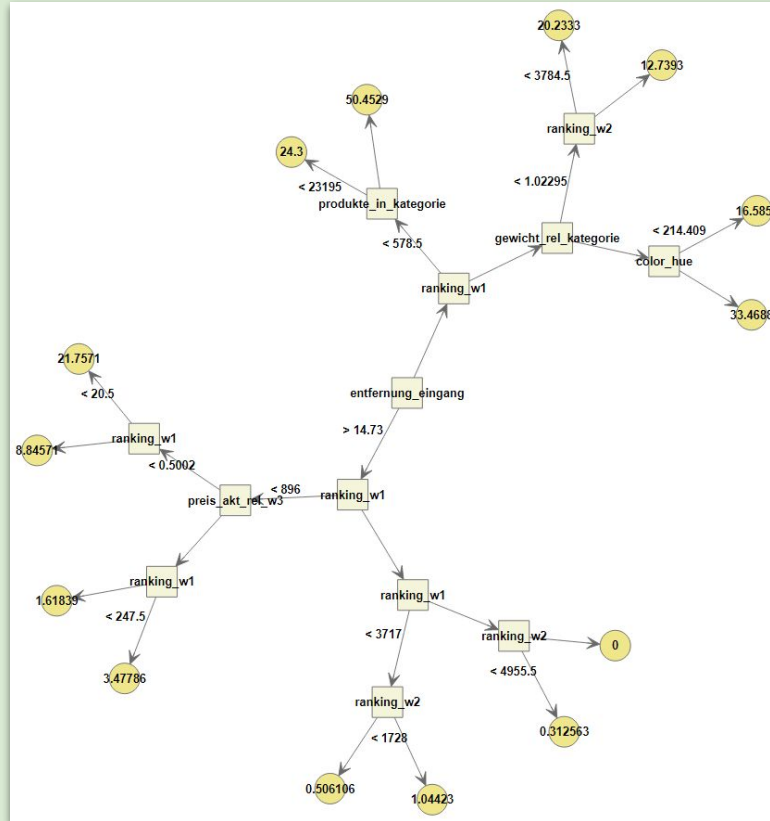 20.2333
< 3784.5
12.7393
50.4529
ranking_w2
24.3
< 23195
< 1.02295
produkte_in_kategorie
16.585
< 214.409
< 578.5
gewicht_rel_kategorie
color_hue
ranking_w1
33.4688
21.7571
entfernung_eingang
< 20.5
> 14.73
ranking_w1
8.84571
< 0.5002
< 896
preis_akt_rel_w3
ranking_w1
ranking_w1
ranking_w1
1.61839
< 247.5
< 3717
ranking_w2
0
< 4955.5
3.47786
ranking_w2
0.312563
< 1728
0.506106
1.04423